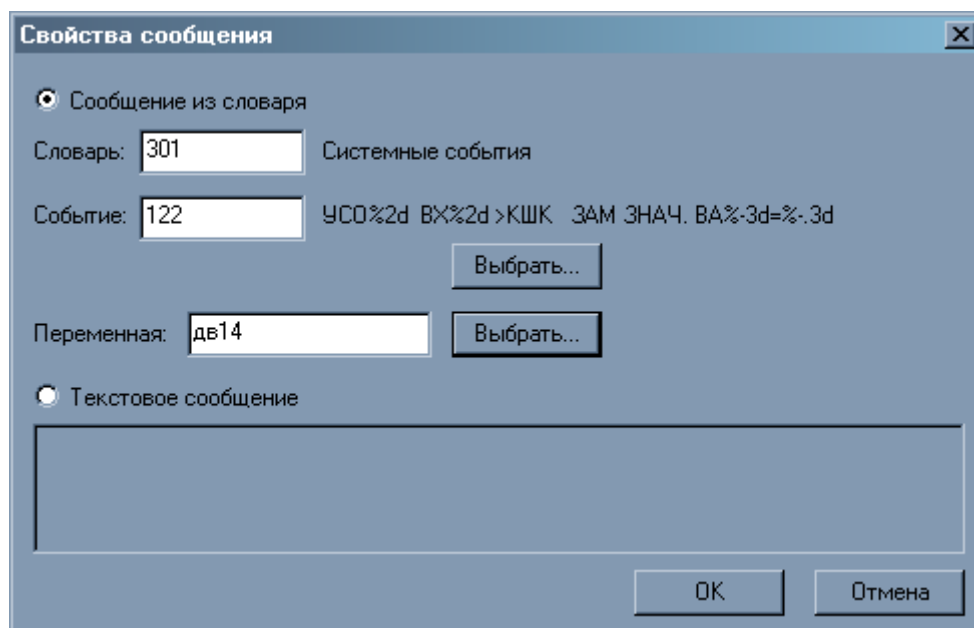 Свойства сообщения
Сообщение из словаря
Словарь: 301 Системные события
Событие: 122 УСО%2d ВХ%2d >КШК ЗАМ ЗНАЧ. ВА%-3d=%-.3d
Выбрать...
Переменная: дв14 Выбрать...
Текстовое сообщение
OK Отмена